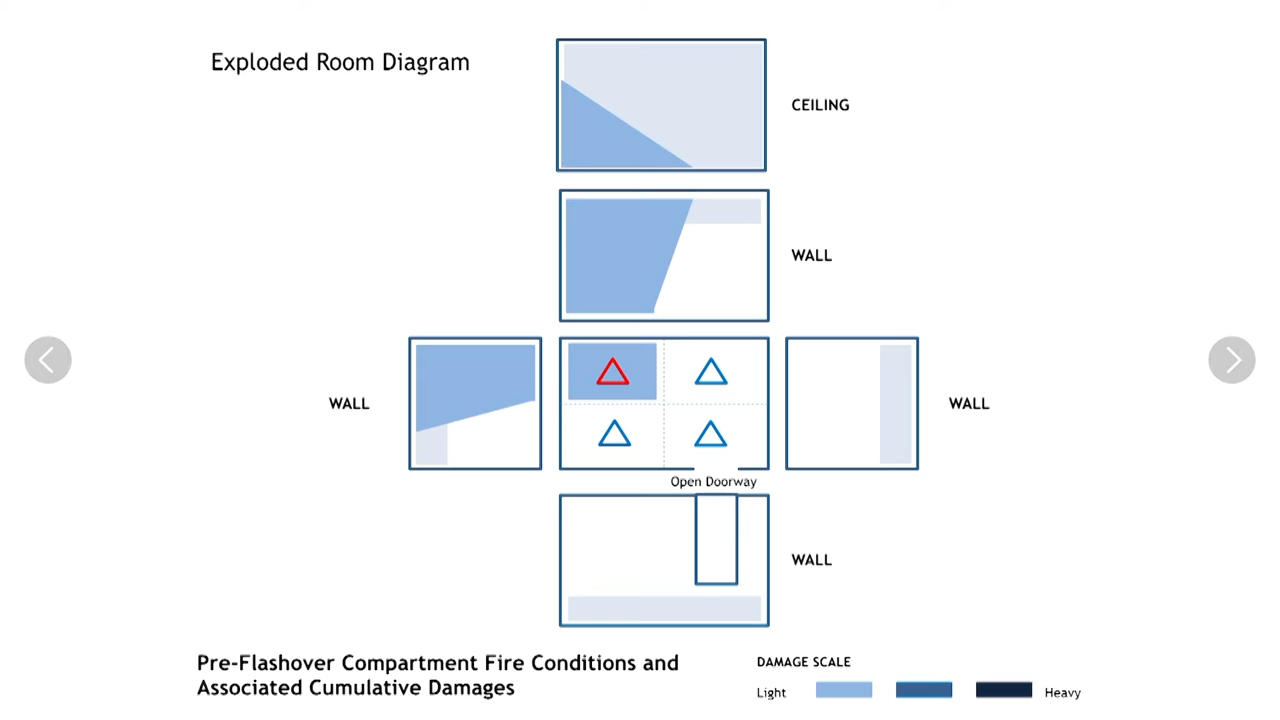 Exploded Room Diagram
CEILING
WALL
WALL
WALL
Open Doorway
WALL
Pre-Flashover Compartment Fire Conditions and
Associated Cumulative Damages
DAMAGE SCALE
Light
Heavy